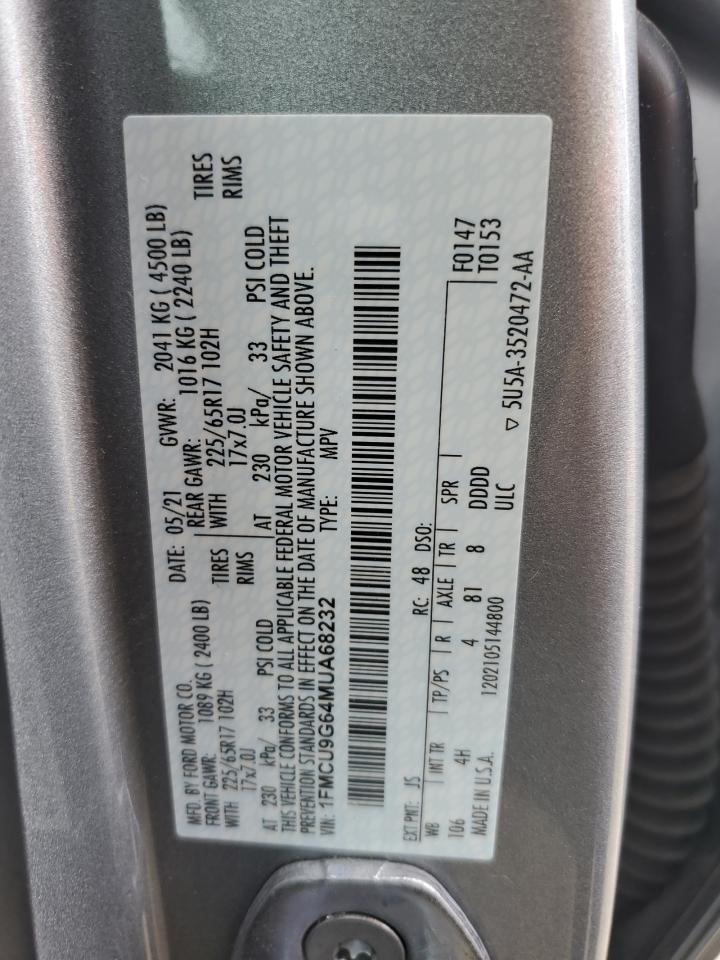 MFD. BY FORD MOTOR CO. DATE: 05/21 GVWR: 2041 KG ( 4500 LB)
FRONT GAWR: 1089 KG ( 2400 LB) REAR GAWR: 1016 KG ( 2240 LB)
WITH 225/65R17 102H TIRES WITH 225/65R17 102H TIRES
17x7.0J RIMS 17x7.0J RIMS
AT 230 kPa/ 33 PSI COLD AT 230 kPa/ 33 PSI COLD
THIS VEHICLE CONFORMS TO ALL APPLICABLE FEDERAL MOTOR VEHICLE SAFETY AND THEFT
PREVENTION STANDARDS IN EFFECT ON THE DATE OF MANUFACTURE SHOWN ABOVE.
VIN: 1FMCU9G64MUA68232 TYPE: MPV
EXT PNT: JS RC: 48 DSO: F0147
WB INT TR TP/PS R AXLE TR SPR T0153
106 4H 4 81 8 DDDD
MADE IN U.S.A. 1202105144800 ULC ▽ 5U5A-3520472-AA